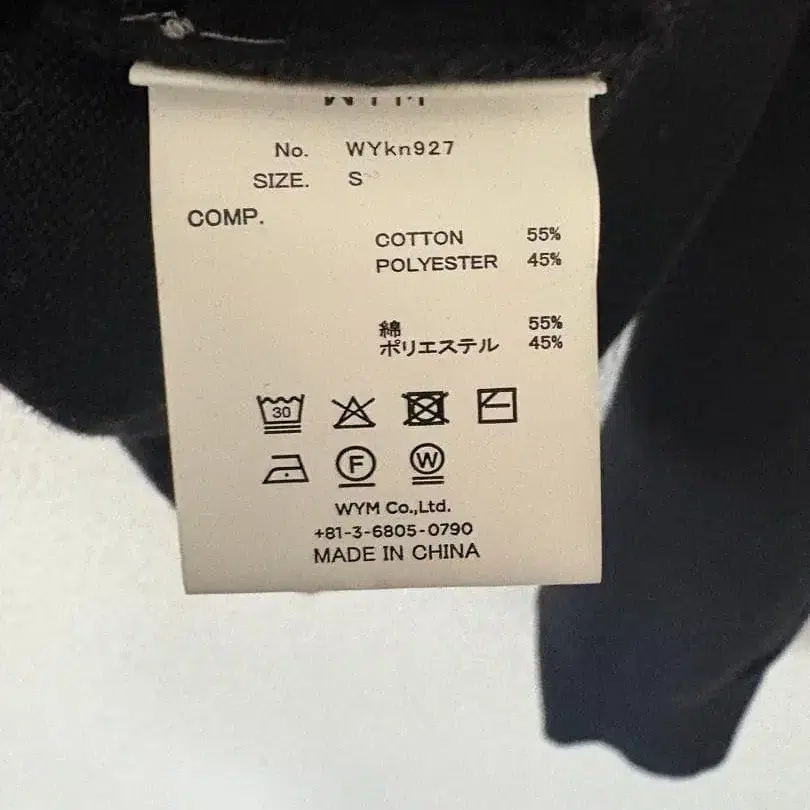 WYM
No. WYkn927
SIZE. S
COMP.
COTTON 55%
POLYESTER 45%
綿 55%
ポリエステル 45%
30
F W
WYM Co.,Ltd.
+81-3-6805-0790
MADE IN CHINA